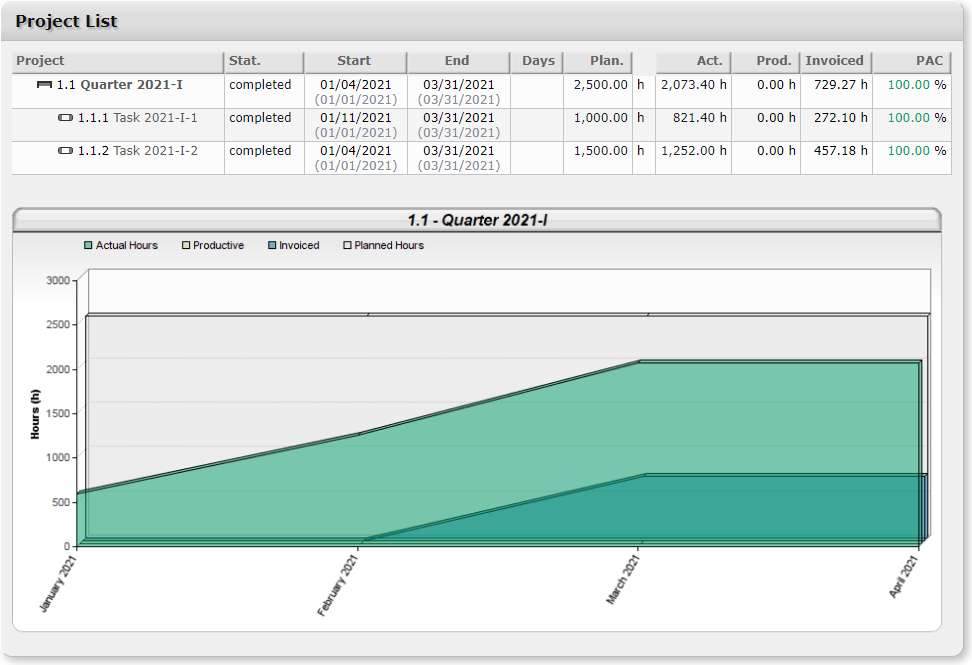 Project List
Project Stat. Start End Days Plan. Act. Prod. Invoiced PAC
1.1 Quarter 2021-I completed 01/04/2021 03/31/2021 2,500.00 h 2,073.40 h 0.00 h 729.27 h 100.00 %
(01/01/2021) (03/31/2021)
1.1.1 Task 2021-I-1 completed 01/11/2021 03/31/2021 1,000.00 h 821.40 h 0.00 h 272.10 h 100.00 %
(01/01/2021) (03/31/2021)
1.1.2 Task 2021-I-2 completed 01/04/2021 03/31/2021 1,500.00 h 1,252.00 h 0.00 h 457.18 h 100.00 %
(01/01/2021) (03/31/2021)
1.1 - Quarter 2021-I
Actual Hours Productive Invoiced Planned Hours
3000
2500
2000
1500
1000
500
0
Hours (h)
January 2021 February 2021 March 2021 April 2021